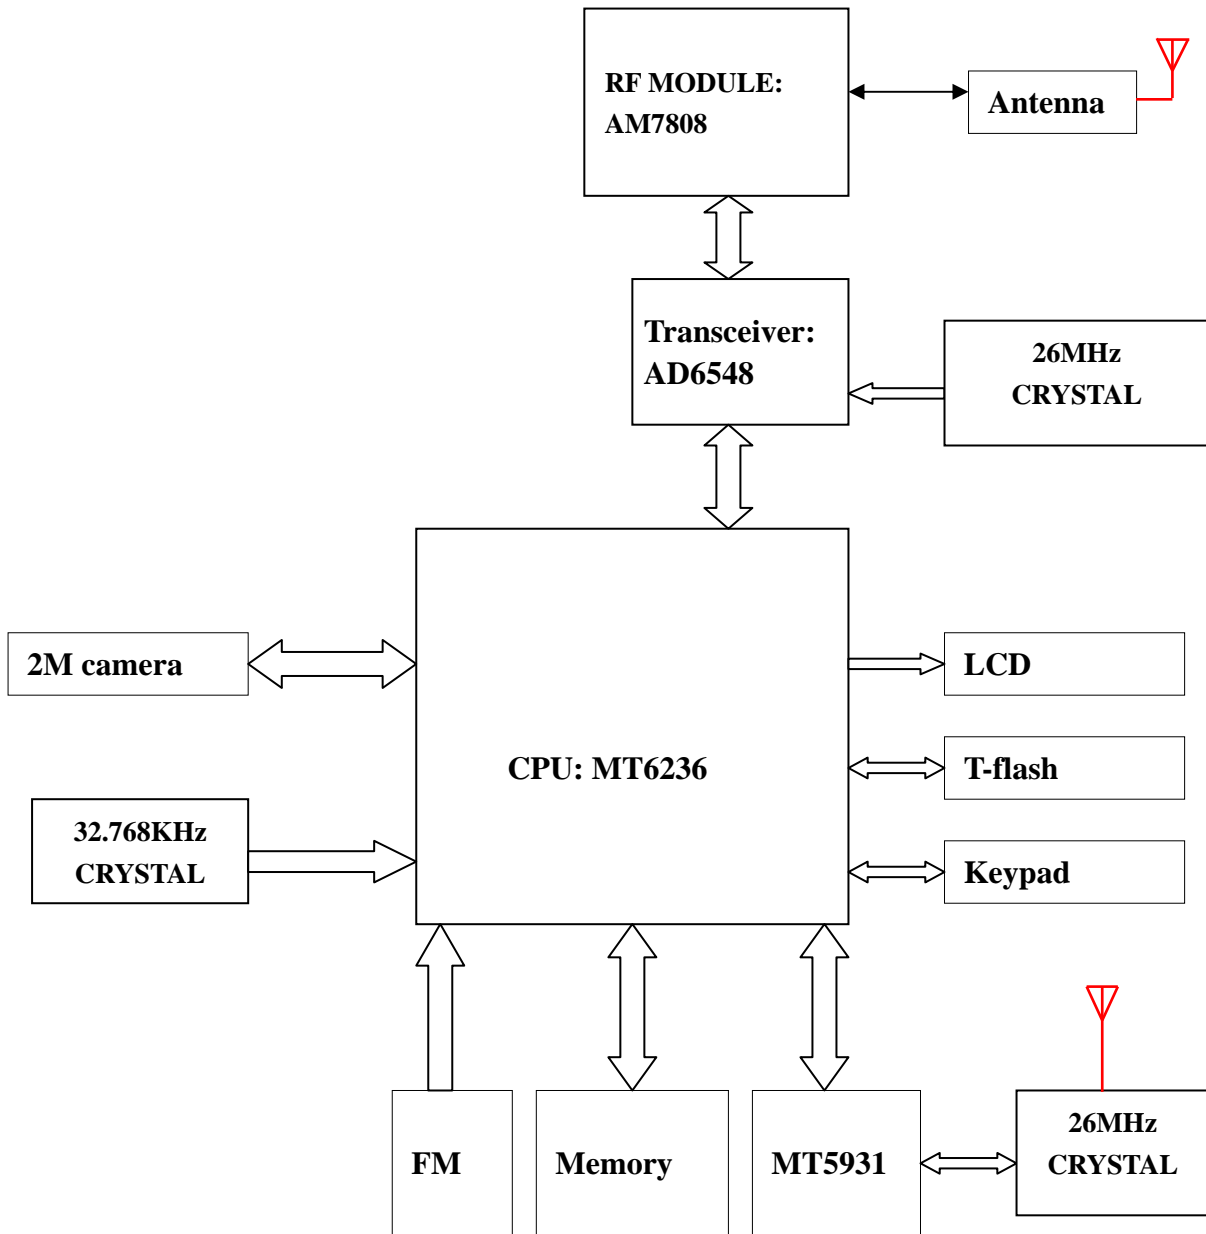 RF MODULE:
AM7808
Antenna
Transceiver:
AD6548
26MHz
CRYSTAL
2M camera
LCD
CPU: MT6236
T-flash
32.768KHz
CRYSTAL
Keypad
FM
Memory
MT5931
26MHz
CRYSTAL